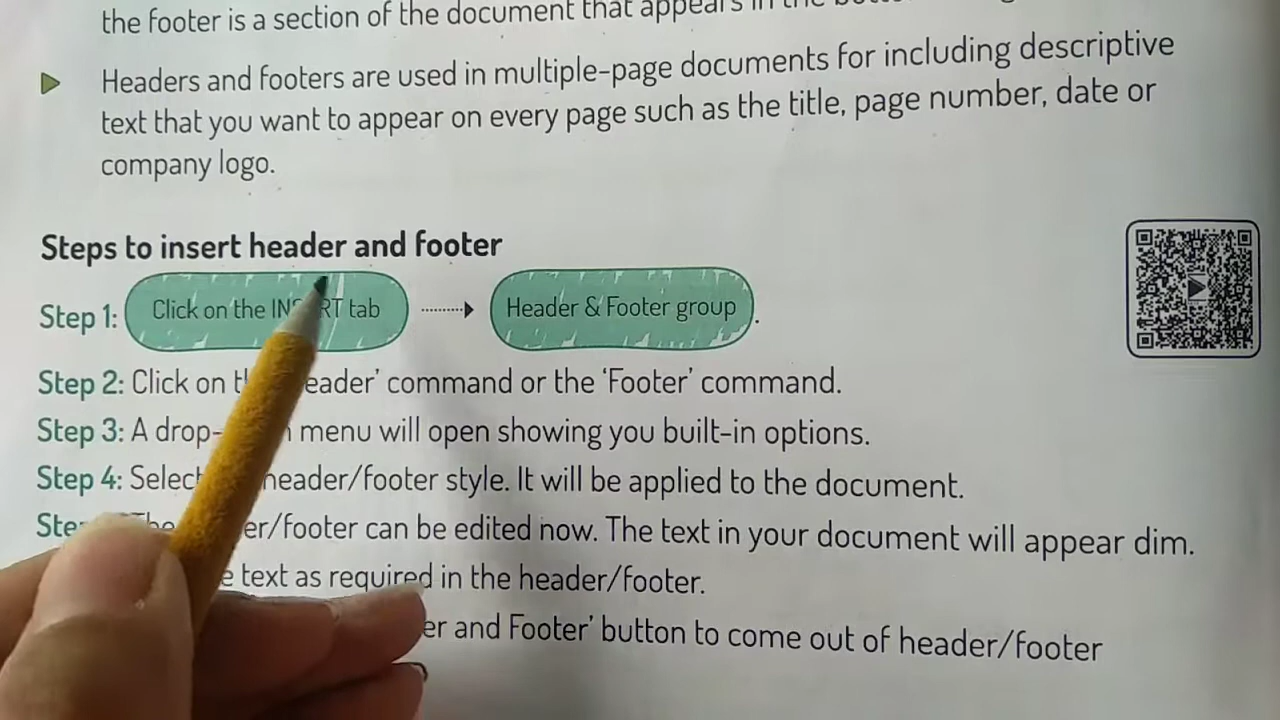 the footer is a section of the document that appears in the
Headers and footers are used in multiple-page documents for including descriptive
text that you want to appear on every page such as the title, page number, date or
company logo.
Steps to insert header and footer
Step 1: Click on the INSERT tab Header & Footer group.
Step 2: Click on command or the ‘Footer’ command.
Step 3: A menu will open showing you built-in options.
Step 4: Select header/footer style. It will be applied to the document.
can be edited now. The text in your document will appear dim.
text as required in the header/footer.
and Footer’ button to come out of header/footer